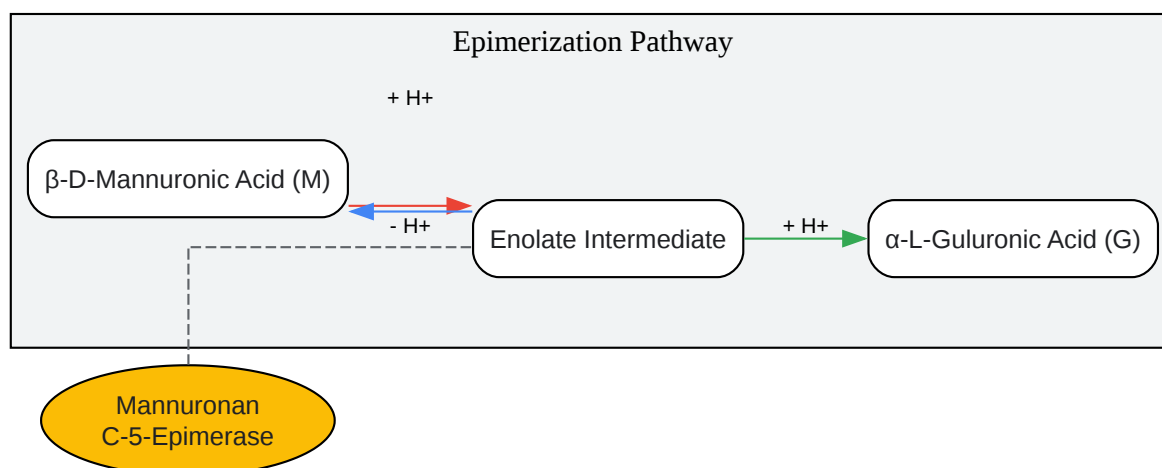 Epimerization Pathway
+ H+
β-D-Mannuronic Acid (M)
- H+
Enolate Intermediate
+ H+
α-L-Guluronic Acid (G)
Mannuronan
C-5-Epimerase